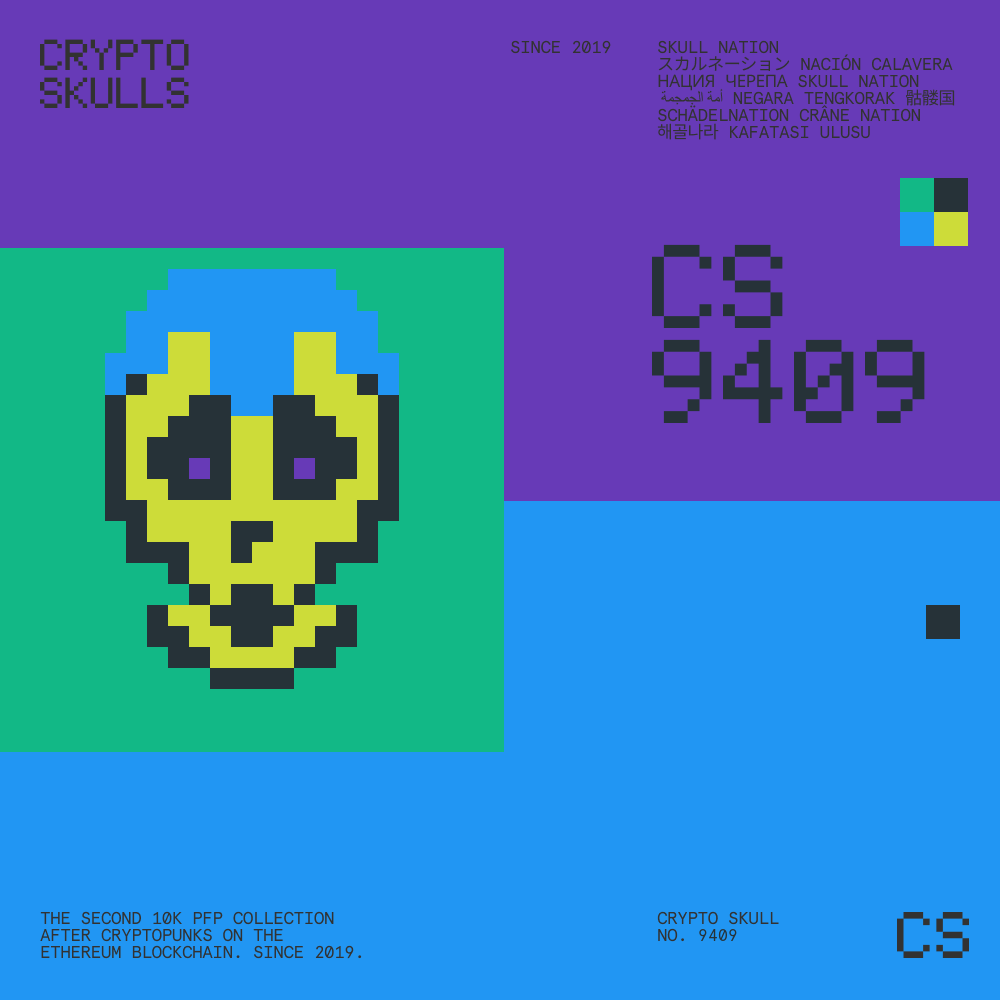 CRYPTO
SKULLS
SINCE 2019
SKULL NATION
スカルネーション NACIÓN CALAVERA
НАЦИЯ ЧЕРЕПА SKULL NATION
أمة الجمجمة NEGARA TENGKORAK 骷髅国
SCHÄDELNATION CRÂNE NATION
해골나라 KAFATASI ULUSU
CS
9409
THE SECOND 10K PFP COLLECTION
AFTER CRYPTOPUNKS ON THE
ETHEREUM BLOCKCHAIN. SINCE 2019.
CRYPTO SKULL
NO. 9409
CS